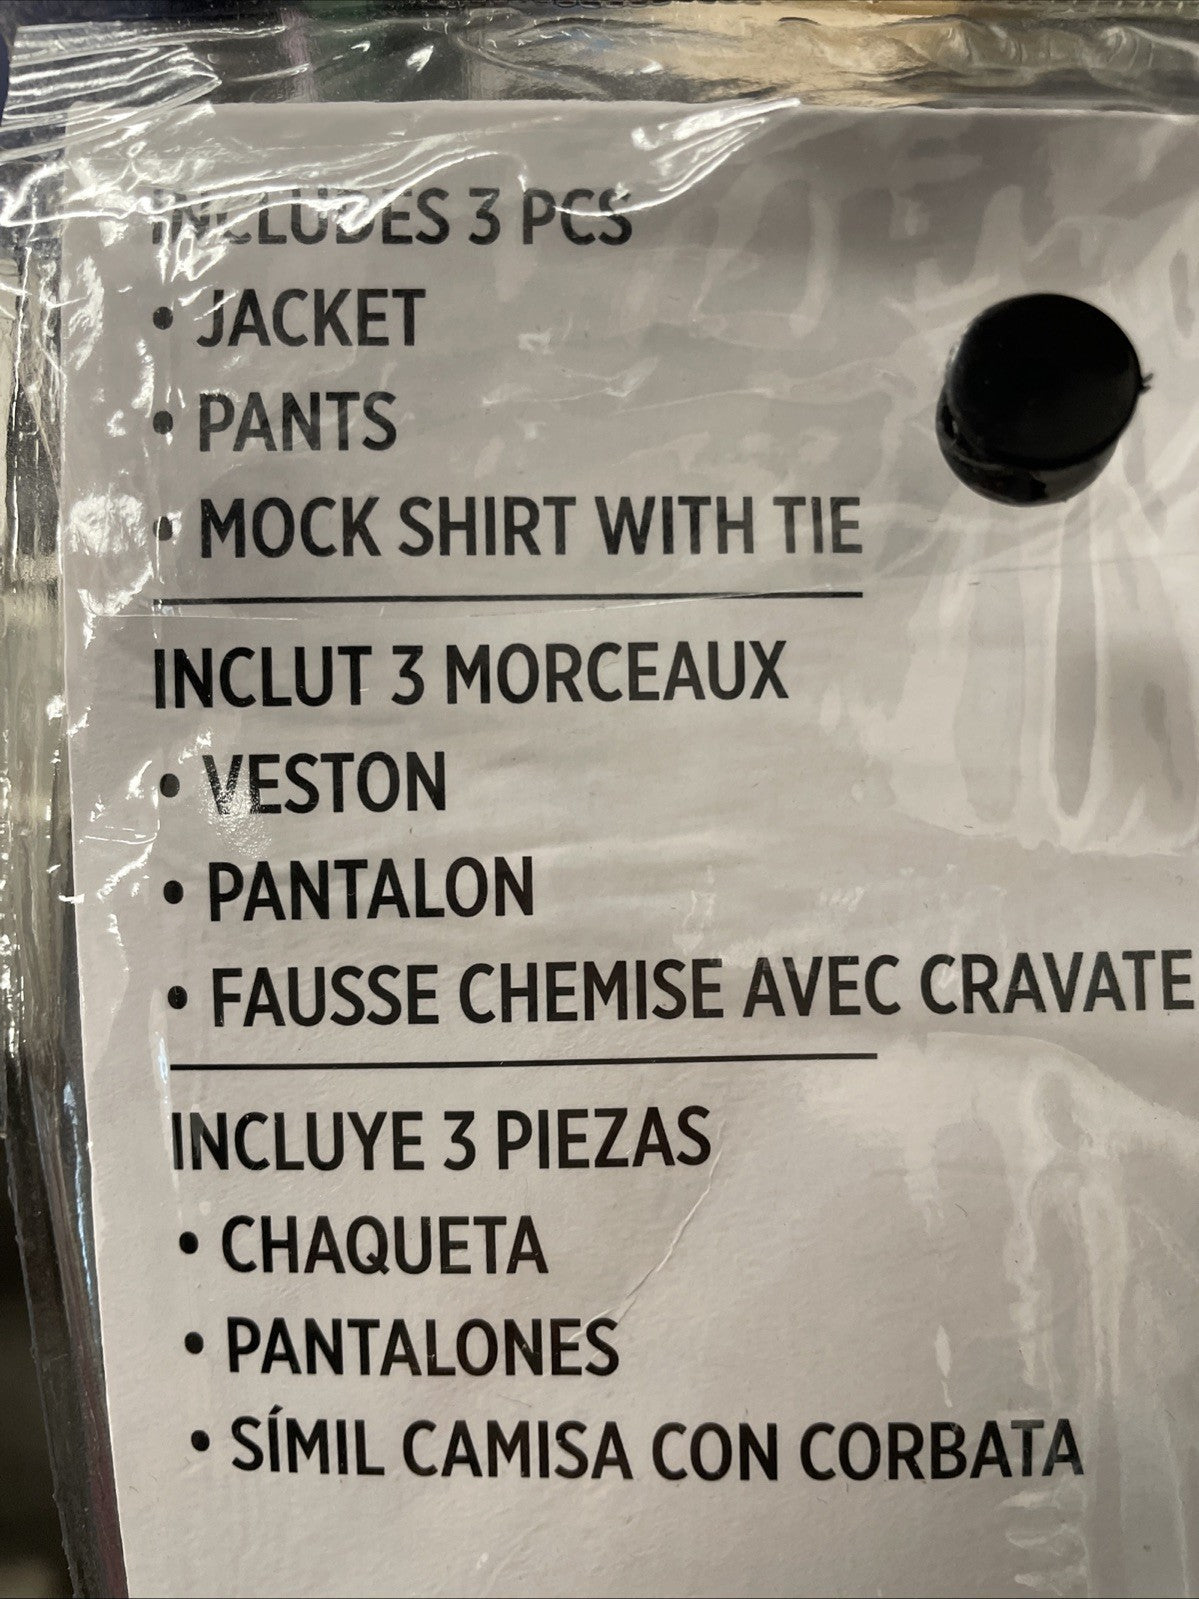 INCLUDES 3 PCS
• JACKET
• PANTS
• MOCK SHIRT WITH TIE
INCLUT 3 MORCEAUX
• VESTON
• PANTALON
• FAUSSE CHEMISE AVEC CRAVATE
INCLUYE 3 PIEZAS
• CHAQUETA
• PANTALONES
• SÍMIL CAMISA CON CORBATA